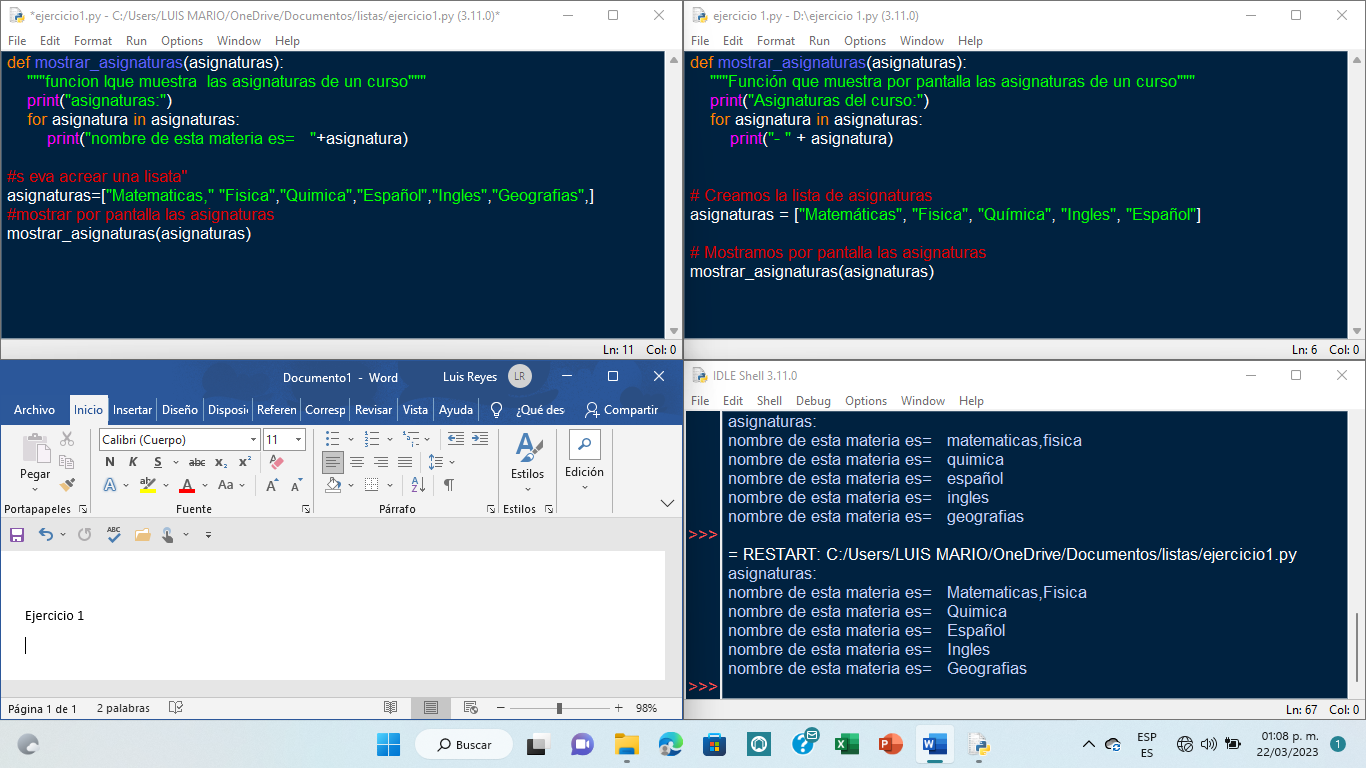 *ejercicio1.py - C:/Users/LUIS MARIO/OneDrive/Documentos/listas/ejercicio1.py (3.11.0)*
File Edit Format Run Options Window Help
def mostrar_asignaturas(asignaturas):
"""funcion lque muestra  las asignaturas de un curso"""
print("asignaturas:")
for asignatura in asignaturas:
print("nombre de esta materia es=   "+asignatura)
#s eva acrear una lisata"
asignaturas=["Matematicas," "Fisica","Quimica","Español","Ingles","Geografias",]
#mostrar por pantalla las asignaturas
mostrar_asignaturas(asignaturas)
Ln: 11 Col: 0
ejercicio 1.py - D:\ejercicio 1.py (3.11.0)
File Edit Format Run Options Window Help
def mostrar_asignaturas(asignaturas):
"""Función que muestra por pantalla las asignaturas de un curso"""
print("Asignaturas del curso:")
for asignatura in asignaturas:
print("- " + asignatura)
# Creamos la lista de asignaturas
asignaturas = ["Matemáticas", "Fisica", "Química", "Ingles", "Español"]
# Mostramos por pantalla las asignaturas
mostrar_asignaturas(asignaturas)
Ln: 6 Col: 0
Documento1 - Word Luis Reyes LR
Archivo Inicio Insertar Diseño Disposi Referen Corresp Revisar Vista Ayuda ¿Qué des Compartir
Calibri (Cuerpo) 11
N K S abc x₂ x²
A aby A Aa A A
Pegar
Estilos
Edición
Portapapeles Fuente Párrafo Estilos
ABC
Ejercicio 1
Página 1 de 1 2 palabras 98%
IDLE Shell 3.11.0
File Edit Shell Debug Options Window Help
asignaturas:
nombre de esta materia es=   matematicas,fisica
nombre de esta materia es=   quimica
nombre de esta materia es=   español
nombre de esta materia es=   ingles
nombre de esta materia es=   geografias
>>>
= RESTART: C:/Users/LUIS MARIO/OneDrive/Documentos/listas/ejercicio1.py
asignaturas:
nombre de esta materia es=   Matematicas,Fisica
nombre de esta materia es=   Quimica
nombre de esta materia es=   Español
nombre de esta materia es=   Ingles
nombre de esta materia es=   Geografias
>>>
Ln: 67 Col: 0
Buscar
ESP
ES
01:08 p. m.
22/03/2023
1